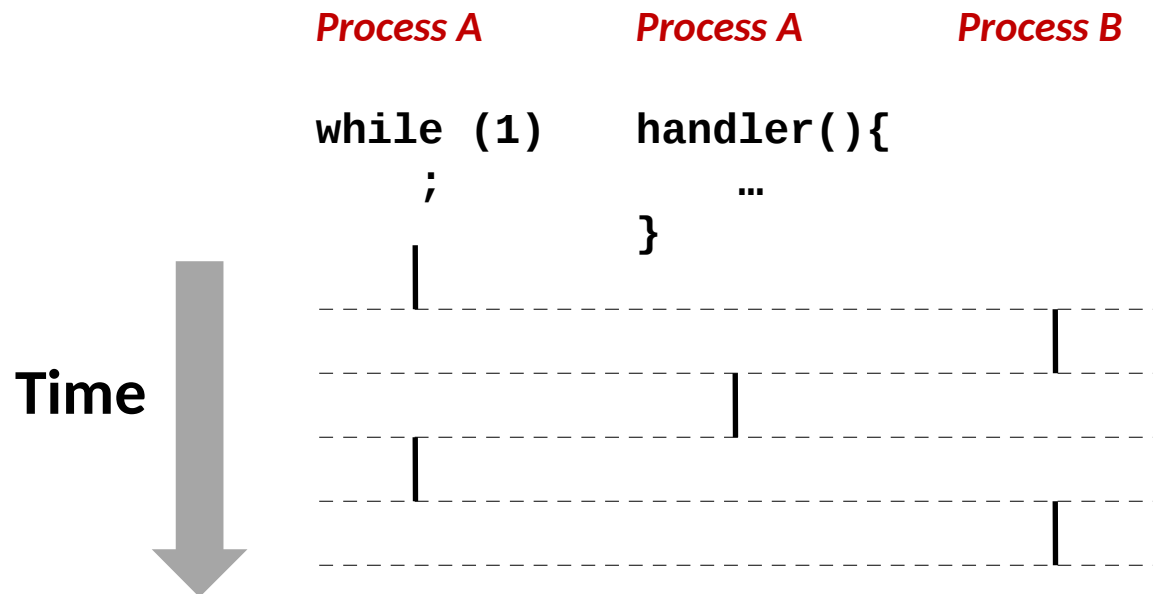 Process A Process A Process B
while (1) handler(){
; …
}
Time